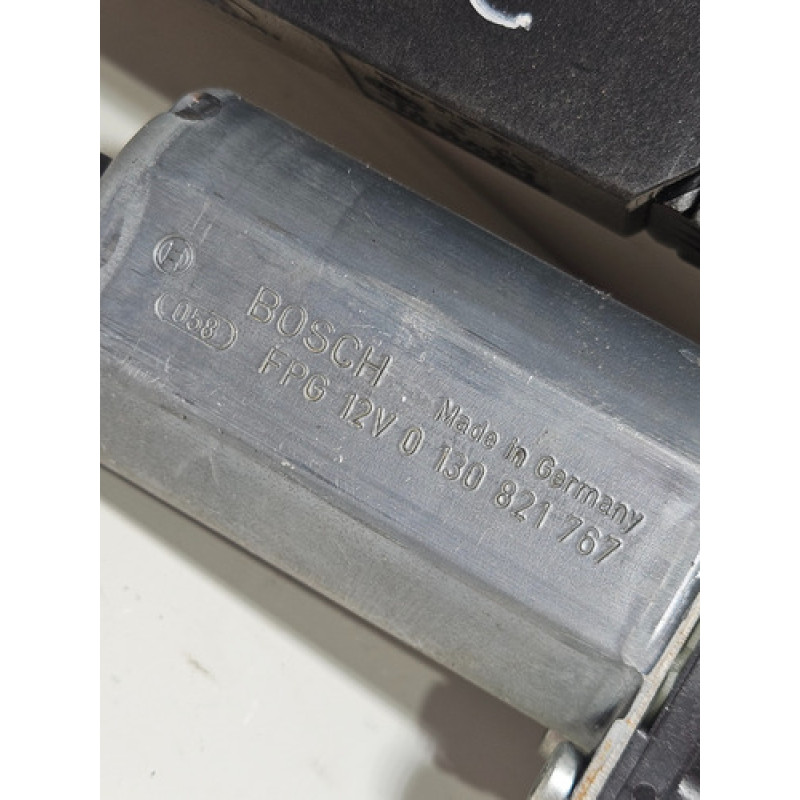 H
BOSCH
058
FPG 12V 0 130 821 767
Made in Germany